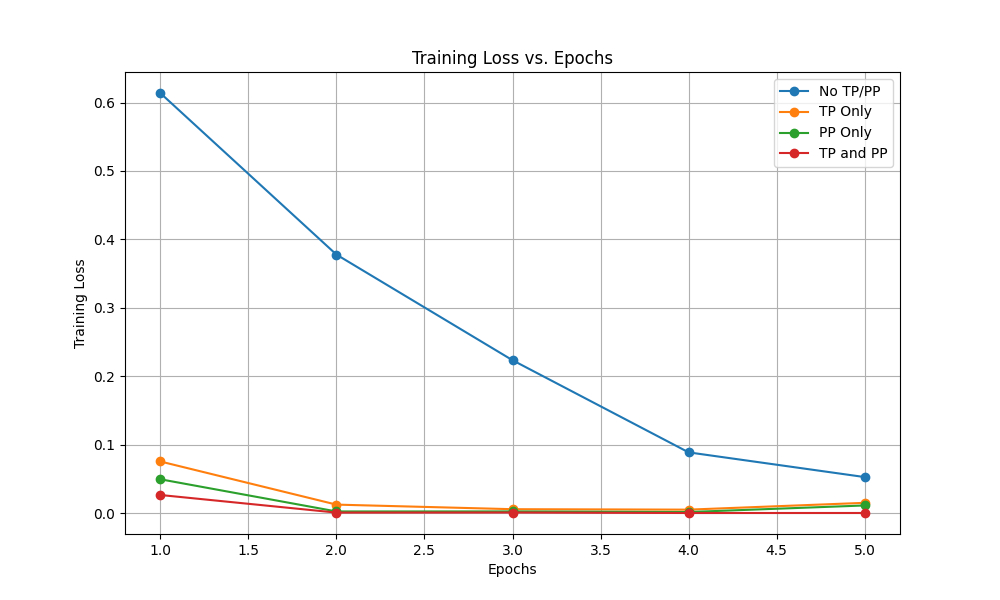 Training Loss vs. Epochs
No TP/PP
TP Only
PP Only
TP and PP
Training Loss
0.6
0.5
0.4
0.3
0.2
0.1
0.0
1.0 1.5 2.0 2.5 3.0 3.5 4.0 4.5 5.0
Epochs